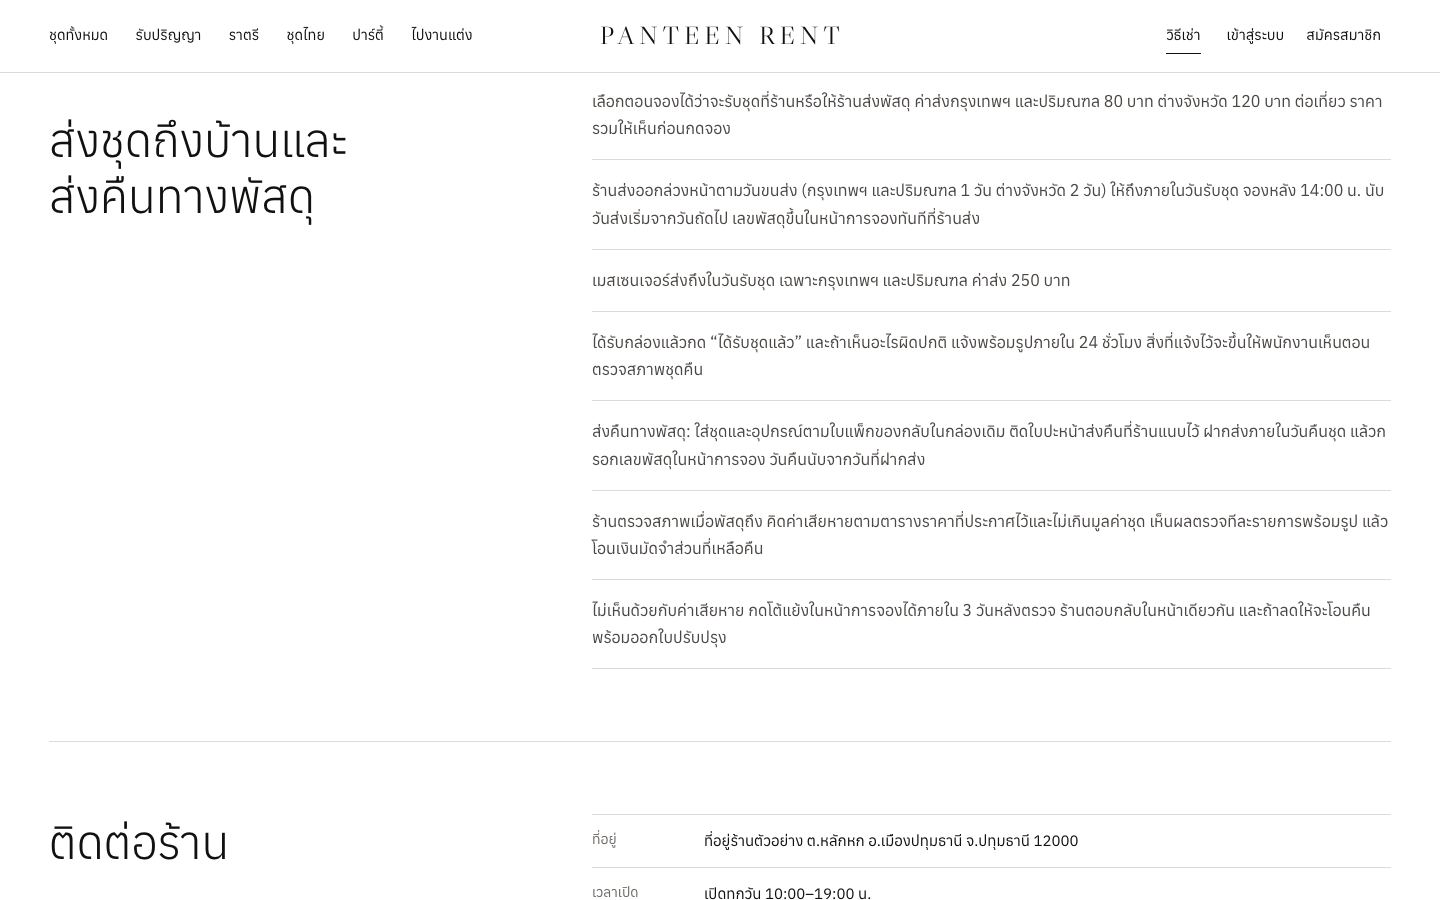 ชุดทั้งหมด รับปริญญา ราตรี ชุดไทย ปาร์ตี้ ไปงานแต่ง PANTEEN RENT วิธีเช่า เข้าสู่ระบบ สมัครสมาชิก
ส่งชุดถึงบ้านและ
ส่งคืนทางพัสดุ
เลือกตอนจองได้ว่าจะรับชุดที่ร้านหรือให้ร้านส่งพัสดุ ค่าส่งกรุงเทพฯ และปริมณฑล 80 บาท ต่างจังหวัด 120 บาท ต่อเที่ยว ราคา
รวมให้เห็นก่อนกดจอง
ร้านส่งออกล่วงหน้าตามวันขนส่ง (กรุงเทพฯ และปริมณฑล 1 วัน ต่างจังหวัด 2 วัน) ให้ถึงภายในวันรับชุด จองหลัง 14:00 น. นับ
วันส่งเริ่มจากวันถัดไป เลขพัสดุขึ้นในหน้าการจองทันทีที่ร้านส่ง
เมสเซนเจอร์ส่งถึงในวันรับชุด เฉพาะกรุงเทพฯ และปริมณฑล ค่าส่ง 250 บาท
ได้รับกล่องแล้วกด “ได้รับชุดแล้ว” และถ้าเห็นอะไรผิดปกติ แจ้งพร้อมรูปภายใน 24 ชั่วโมง สิ่งที่แจ้งไว้จะขึ้นให้พนักงานเห็นตอน
ตรวจสภาพชุดคืน
ส่งคืนทางพัสดุ: ใส่ชุดและอุปกรณ์ตามใบแพ็กของกลับในกล่องเดิม ติดใบปะหน้าส่งคืนที่ร้านแนบไว้ ฝากส่งภายในวันคืนชุด แล้วก
รอกเลขพัสดุในหน้าการจอง วันคืนนับจากวันที่ฝากส่ง
ร้านตรวจสภาพเมื่อพัสดุถึง คิดค่าเสียหายตามตารางราคาที่ประกาศไว้และไม่เกินมูลค่าชุด เห็นผลตรวจทีละรายการพร้อมรูป แล้ว
โอนเงินมัดจำส่วนที่เหลือคืน
ไม่เห็นด้วยกับค่าเสียหาย กดโต้แย้งในหน้าการจองได้ภายใน 3 วันหลังตรวจ ร้านตอบกลับในหน้าเดียวกัน และถ้าลดให้จะโอนคืน
พร้อมออกใบปรับปรุง
ติดต่อร้าน
ที่อยู่ ที่อยู่ร้านตัวอย่าง ต.หลักหก อ.เมืองปทุมธานี จ.ปทุมธานี 12000
เวลาเปิด เปิดทุกวัน 10:00–19:00 น.